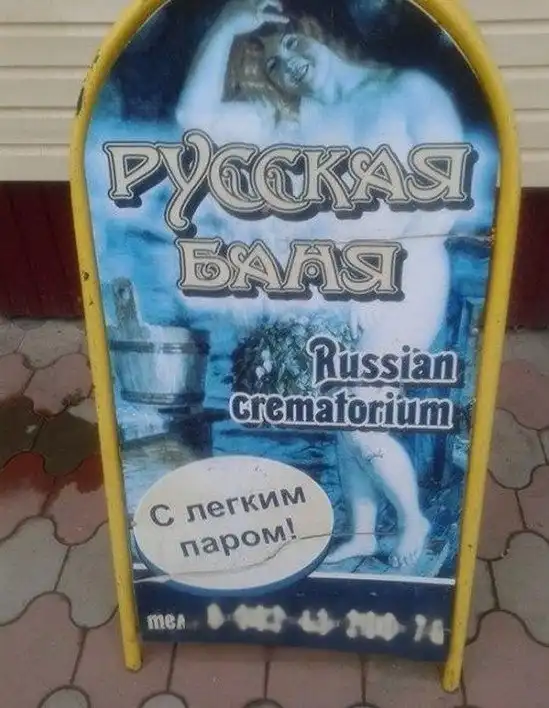 РУССКАЯ
БАНЯ
Russian
crematorium
С легким
паром!
тел